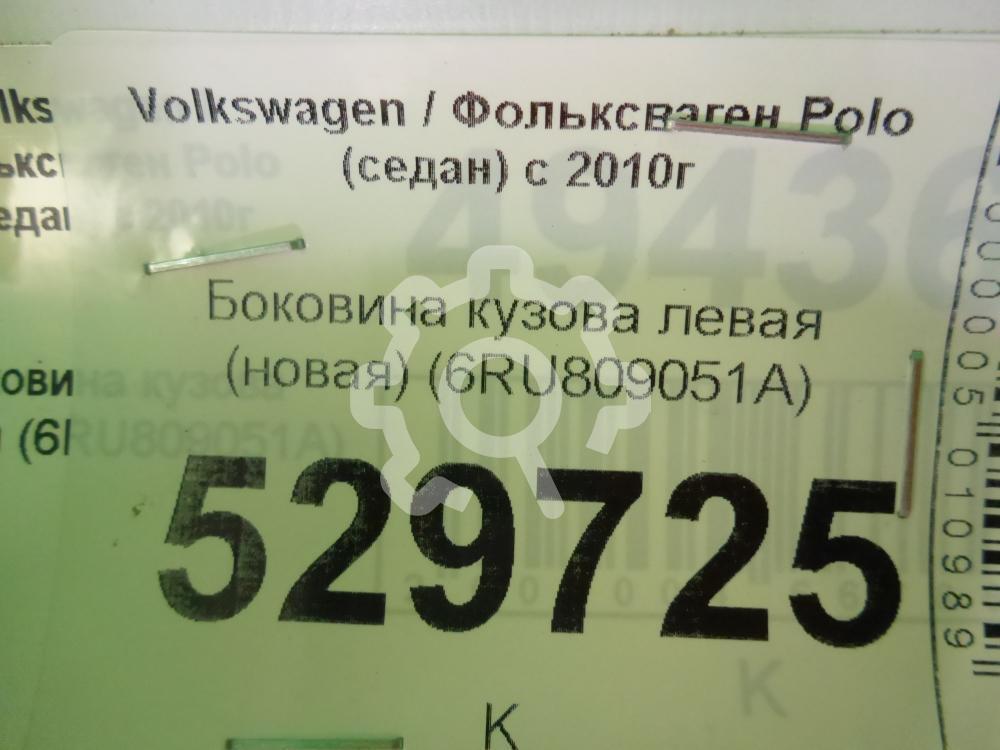 Volkswagen / Фольксваген Polo
(седан) с 2010г
Боковина кузова левая
(новая) (6RU809051A)
529725
K